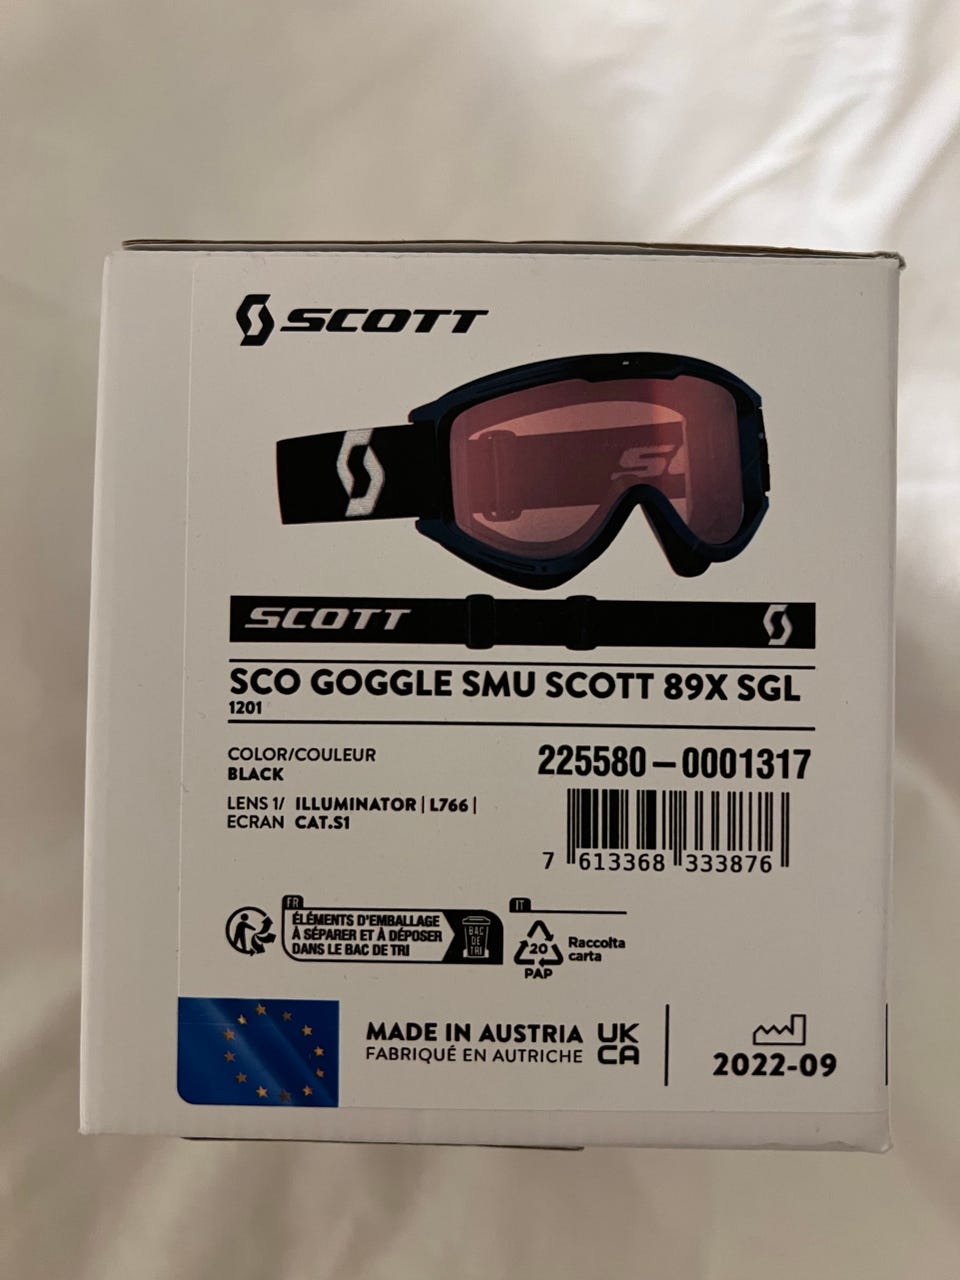 SCOTT
SCOTT
SCO GOGGLE SMU SCOTT 89X SGL
1201
COLOR/COULEUR
BLACK
225580-0001317
LENS 1/ ILLUMINATOR | L766 |
ECRAN CAT.S1
7 613368 333876
FR
ÉLÉMENTS D'EMBALLAGE
À SÉPARER ET À DÉPOSER
DANS LE BAC DE TRI
BAC
DE
TRI
IT
20
PAP
Raccolta
carta
MADE IN AUSTRIA
FABRIQUÉ EN AUTRICHE
UK
CA
2022-09